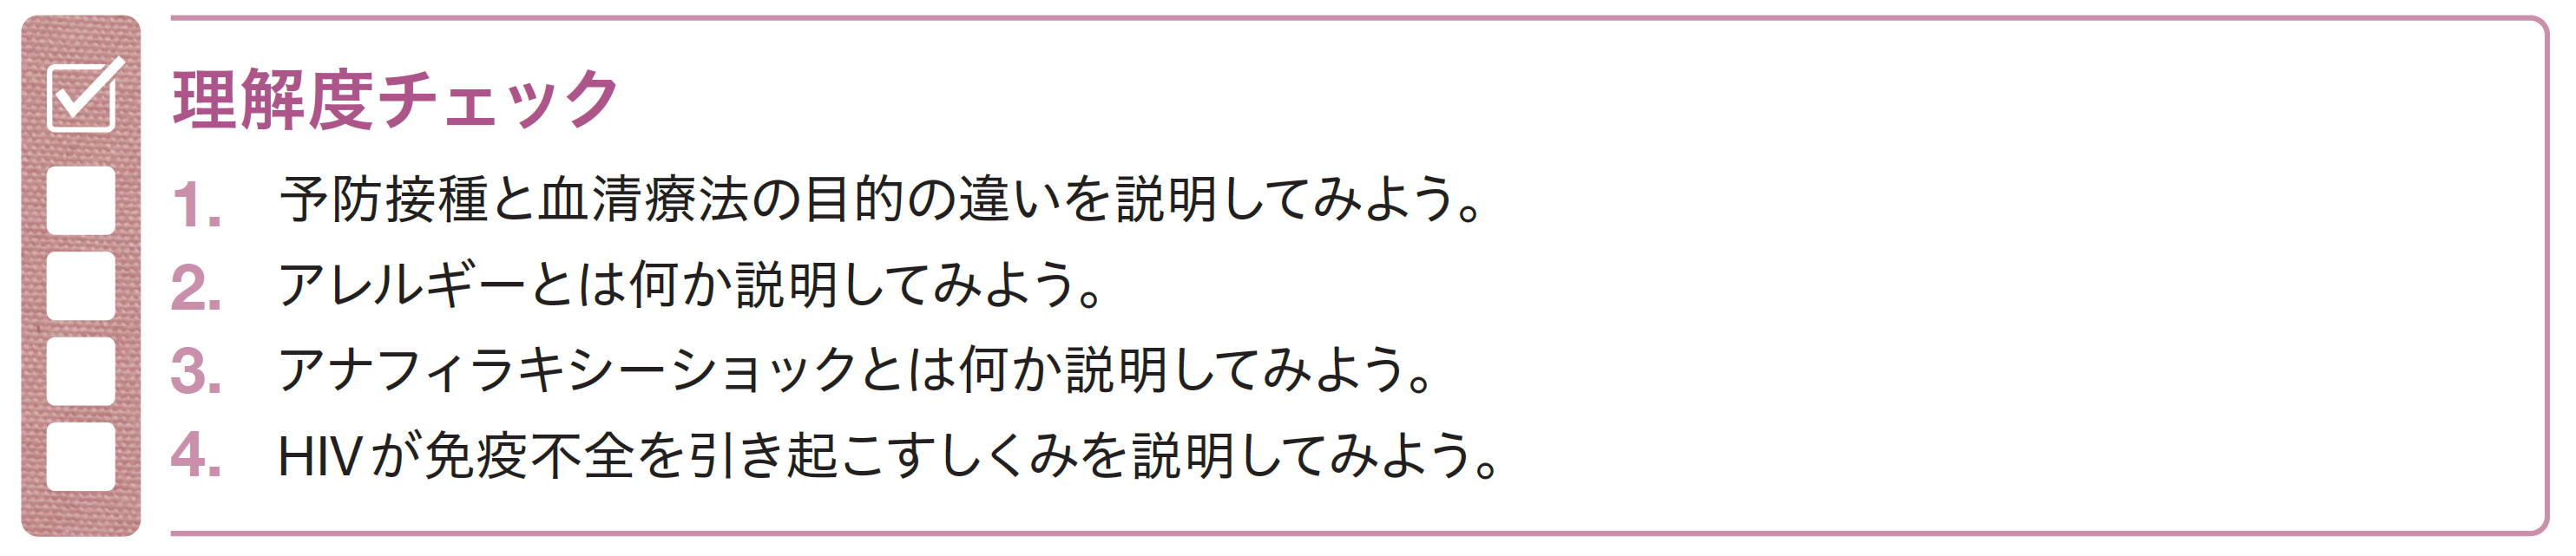 理解度チェック
1. 予防接種と血清療法の目的の違いを説明してみよう。
2. アレルギーとは何か説明してみよう。
3. アナフィラキシーショックとは何か説明してみよう。
4. HIVが免疫不全を引き起こすしくみを説明してみよう。